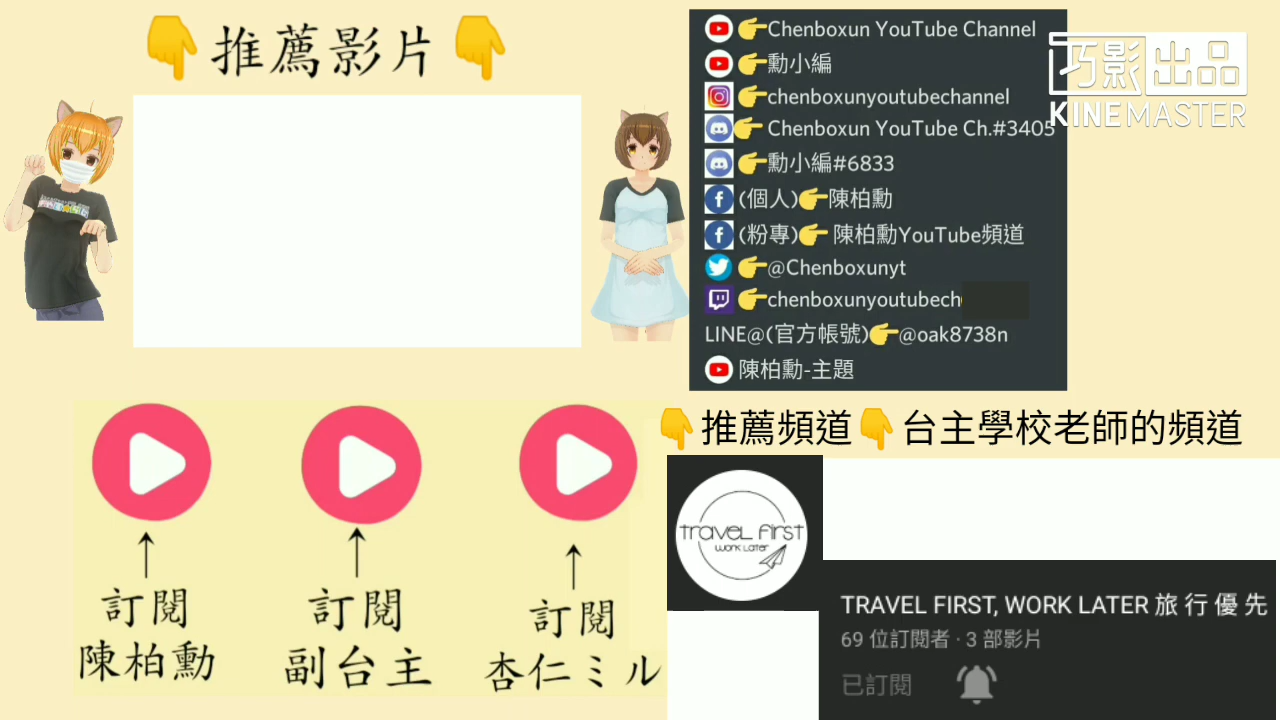 👇推薦影片👇
👉Chenboxun YouTube Channel
👉勳小編
👉chenboxunyoutubechannel
👉 Chenboxun YouTube Ch.#3405
👉勳小編#6833
(個人)👉陳柏勳
(粉專)👉 陳柏勳YouTube頻道
👉@Chenboxunyt
👉chenboxunyoutubech
LINE@(官方帳號)👉@oak8738n
陳柏勳-主題
巧影出品
KINEMASTER
👇推薦頻道👇台主學校老師的頻道
travel first
work later
TRAVEL FIRST, WORK LATER 旅 行 優 先
69 位訂閱者 · 3 部影片
已訂閱
↑
訂閱
陳柏勳
↑
訂閱
副台主
↑
訂閱
杏仁ミル